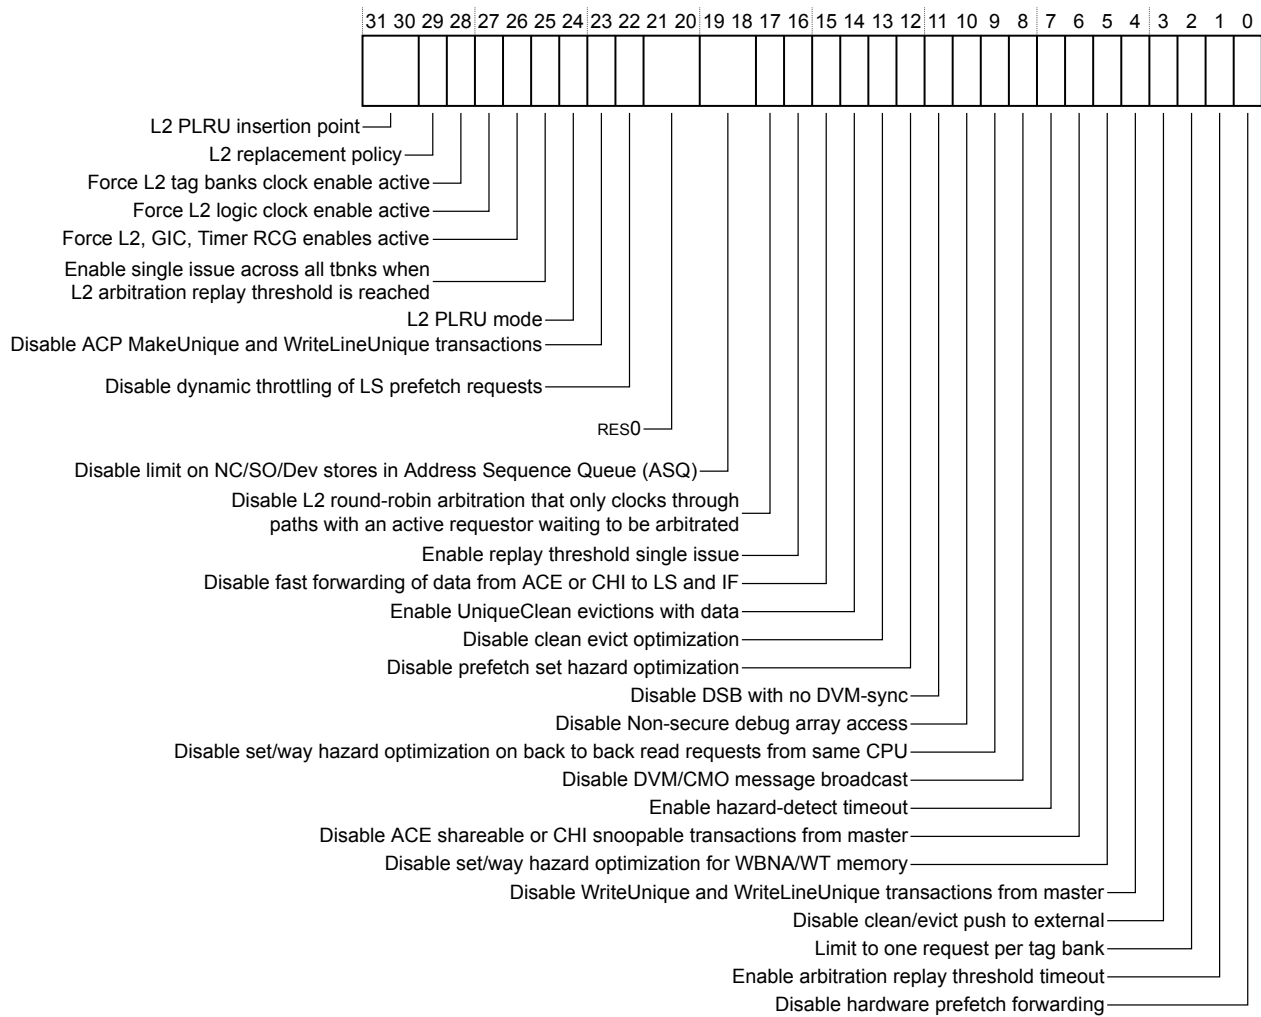 31 30 29 28 27 26 25 24 23 22 21 20 19 18 17 16 15 14 13 12 11 10 9 8 7 6 5 4 3 2 1 0
L2 PLRU insertion point
L2 replacement policy
Force L2 tag banks clock enable active
Force L2 logic clock enable active
Force L2, GIC, Timer RCG enables active
Enable single issue across all tbnks when
L2 arbitration replay threshold is reached
L2 PLRU mode
Disable ACP MakeUnique and WriteLineUnique transactions
Disable dynamic throttling of LS prefetch requests
RES0
Disable limit on NC/SO/Dev stores in Address Sequence Queue (ASQ)
Disable L2 round-robin arbitration that only clocks through
paths with an active requestor waiting to be arbitrated
Enable replay threshold single issue
Disable fast forwarding of data from ACE or CHI to LS and IF
Enable UniqueClean evictions with data
Disable clean evict optimization
Disable prefetch set hazard optimization
Disable DSB with no DVM-sync
Disable Non-secure debug array access
Disable set/way hazard optimization on back to back read requests from same CPU
Disable DVM/CMO message broadcast
Enable hazard-detect timeout
Disable ACE shareable or CHI snoopable transactions from master
Disable set/way hazard optimization for WBNA/WT memory
Disable WriteUnique and WriteLineUnique transactions from master
Disable clean/evict push to external
Limit to one request per tag bank
Enable arbitration replay threshold timeout
Disable hardware prefetch forwarding